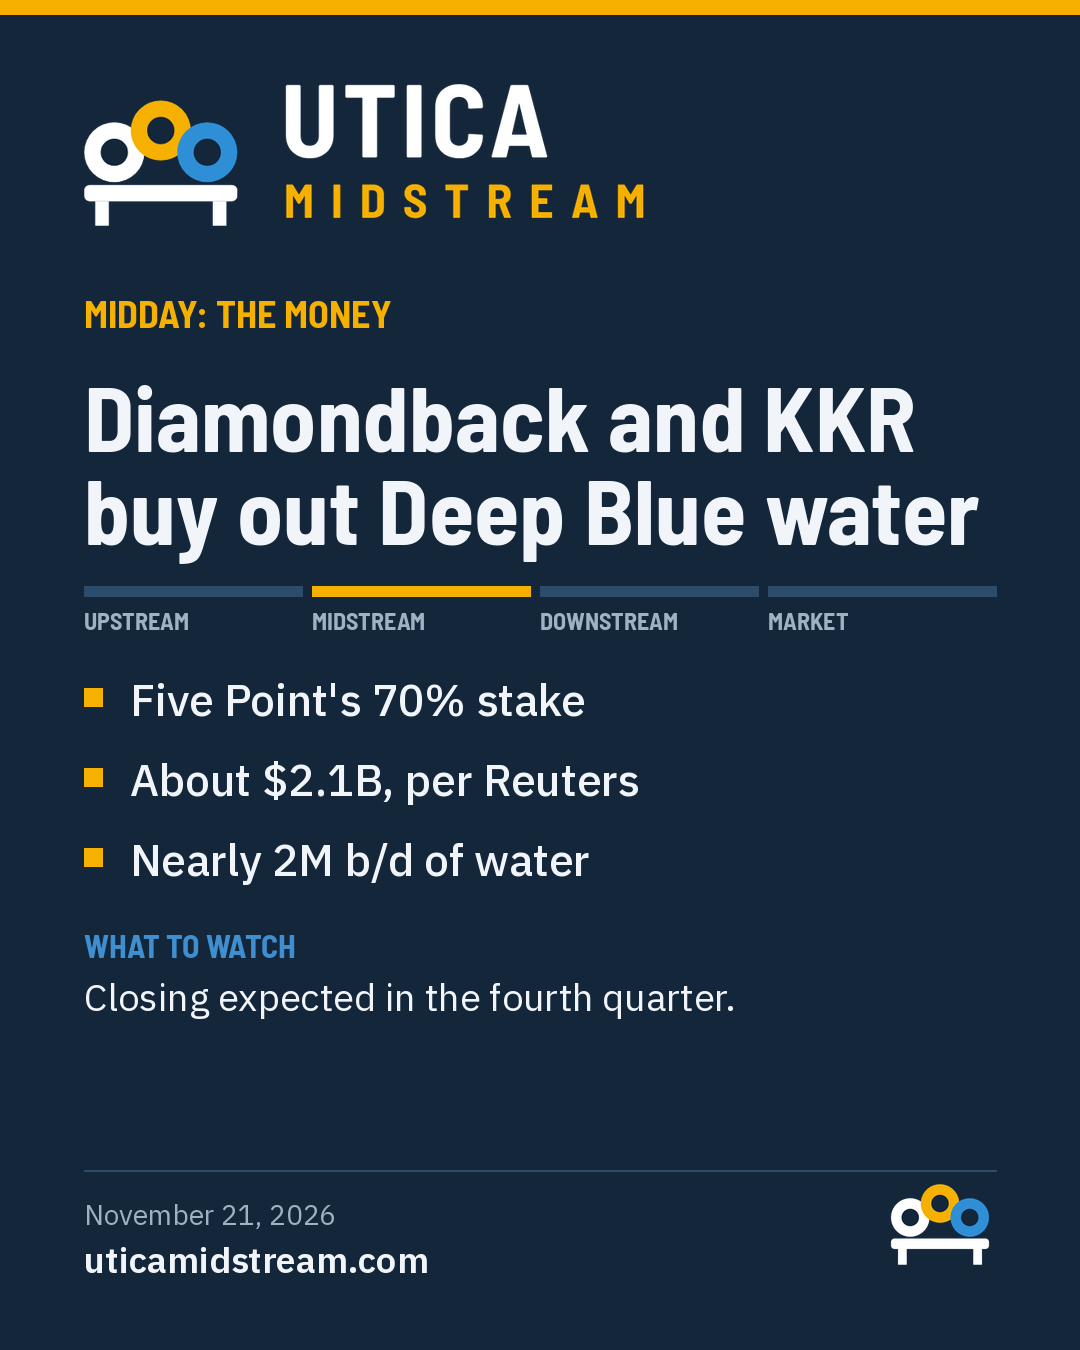 UTICA
MIDSTREAM
MIDDAY: THE MONEY
Diamondback and KKR
buy out Deep Blue water
UPSTREAM
MIDSTREAM
DOWNSTREAM
MARKET
Five Point's 70% stake
About $2.1B, per Reuters
Nearly 2M b/d of water
WHAT TO WATCH
Closing expected in the fourth quarter.
November 21, 2026
uticamidstream.com